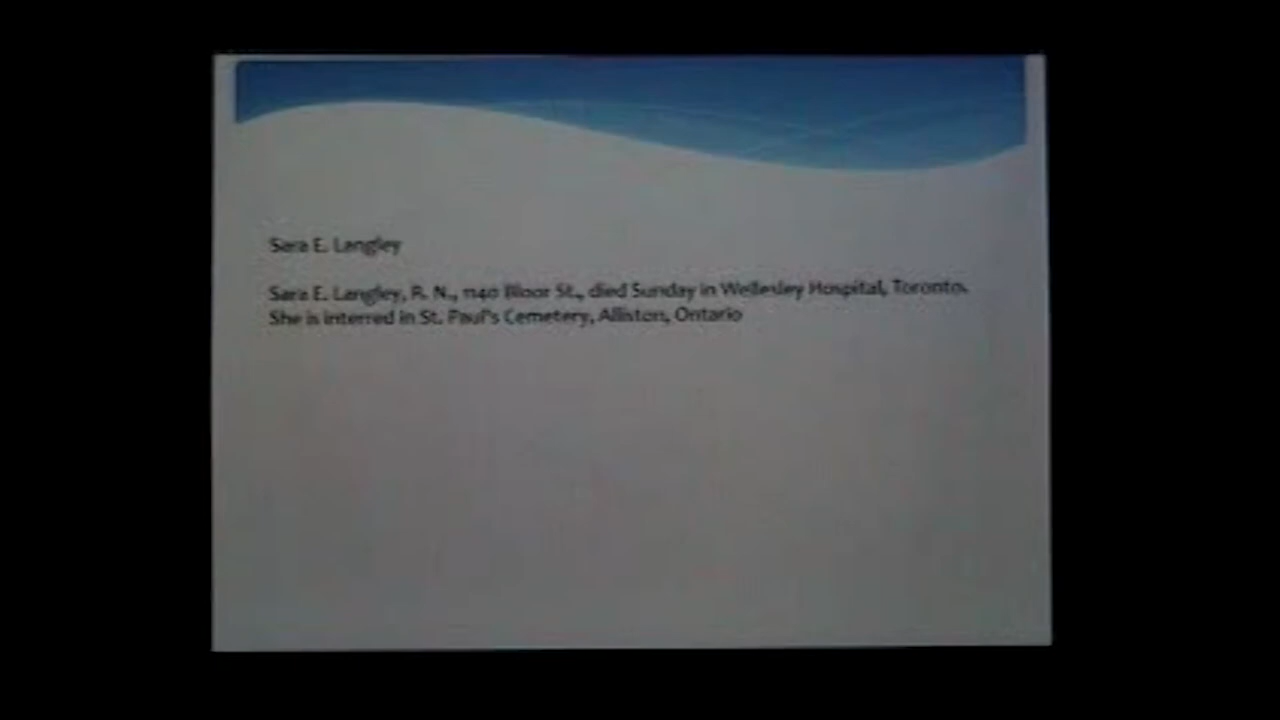 Sara E. Langley
Sara E. Langley, R. N., 1140 Bloor St., died Sunday in Wellesley Hospital, Toronto.
She is interred in St. Paul's Cemetery, Alliston, Ontario